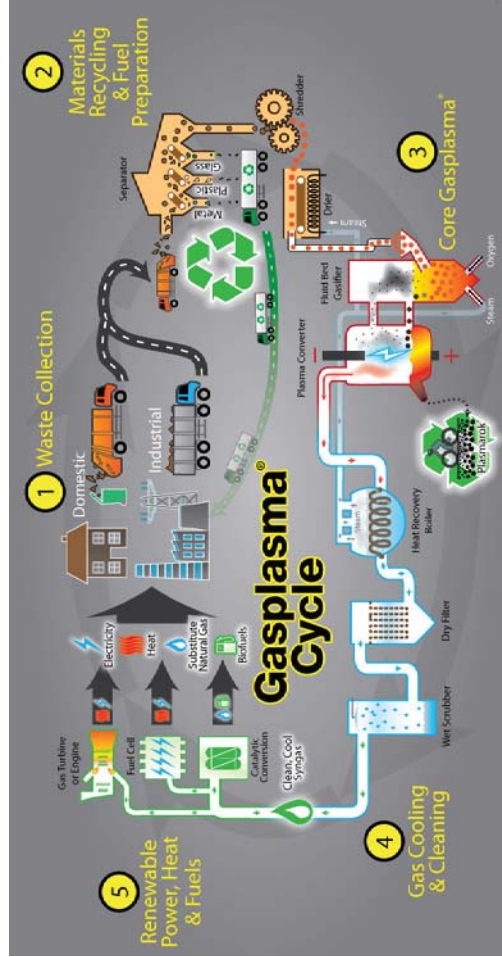 Gasplasma®
Cycle
1
Waste Collection
Domestic
Industrial
2
Materials
Recycling
& Fuel
Preparation
Separator
Metal
Plastic
Glass
Shredder
Drier
Steam
3
Core Gasplasma®
Fluid Bed
Gasifier
Oxygen
Steam
Plasma Converter
Plasmarok
Steam
Heat Recovery
Boiler
Dry Filter
Wet Scrubber
4
Gas Cooling
& Cleaning
Clean, Cool
Syngas
5
Renewable
Power, Heat
& Fuels
Gas Turbine
or Engine
Fuel Cell
Catalytic
Conversion
Electricity
Heat
Substitute
Natural Gas
Biofuels